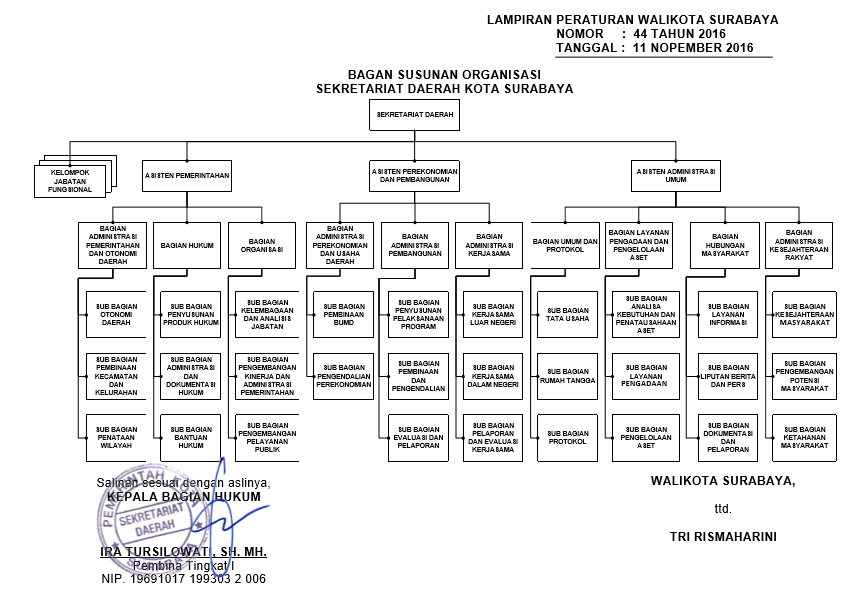 LAMPIRAN PERATURAN WALIKOTA SURABAYA
NOMOR : 44 TAHUN 2016
TANGGAL : 11 NOPEMBER 2016
BAGAN SUSUNAN ORGANISASI
SEKRETARIAT DAERAH KOTA SURABAYA
SEKRETARIAT DAERAH
KELOMPOK
JABATAN
FUNGSIONAL
ASISTEN PEMERINTAHAN
ASISTEN PEREKONOMIAN
DAN PEMBANGUNAN
ASISTEN ADMINISTRASI
UMUM
BAGIAN
ADMINISTRASI
PEMERINTAHAN
DAN OTONOMI
DAERAH
BAGIAN HUKUM
BAGIAN
ORGANISASI
BAGIAN
ADMINISTRASI
PEREKONOMIAN
DAN USAHA
DAERAH
BAGIAN
ADMINISTRASI
PEMBANGUNAN
BAGIAN
ADMINISTRASI
KERJASAMA
BAGIAN UMUM DAN
PROTOKOL
BAGIAN LAYANAN
PENGADAAN DAN
PENGELOLAAN
ASET
BAGIAN
HUBUNGAN
MASYARAKAT
BAGIAN
ADMINISTRASI
KESEJAHTERAAN
RAKYAT
SUB BAGIAN
OTONOMI
DAERAH
SUB BAGIAN
PENYUSUNAN
PRODUK HUKUM
SUB BAGIAN
KELEMBAGAAN
DAN ANALISIS
JABATAN
SUB BAGIAN
PEMBINAAN
BUMD
SUB BAGIAN
PENYUSUNAN
PELAKSANAAN
PROGRAM
SUB BAGIAN
KERJASAMA
LUAR NEGERI
SUB BAGIAN
TATA USAHA
SUB BAGIAN
ANALISA
KEBUTUHAN DAN
PENATAUSAHAAN
ASET
SUB BAGIAN
LAYANAN
INFORMASI
SUB BAGIAN
KESEJAHTERAAN
MASYARAKAT
SUB BAGIAN
PEMBINAAN
KECAMATAN
DAN
KELURAHAN
SUB BAGIAN
ADMINISTRASI
DAN
DOKUMENTASI
HUKUM
SUB BAGIAN
PENGEMBANGAN
KINERJA DAN
ADMINISTRASI
PEMERINTAHAN
SUB BAGIAN
PENGENDALIAN
PEREKONOMIAN
SUB BAGIAN
PEMBINAAN
DAN
PENGENDALIAN
SUB BAGIAN
KERJASAMA
DALAM NEGERI
SUB BAGIAN
RUMAH TANGGA
SUB BAGIAN
LAYANAN
PENGADAAN
SUB BAGIAN
LIPUTAN BERITA
DAN PERS
SUB BAGIAN
PENGEMBANGAN
POTENSI
MASYARAKAT
SUB BAGIAN
PENATAAN
WILAYAH
SUB BAGIAN
BANTUAN
HUKUM
SUB BAGIAN
PENGEMBANGAN
PELAYANAN
PUBLIK
SUB BAGIAN
EVALUASI DAN
PELAPORAN
SUB BAGIAN
PELAPORAN
DAN EVALUASI
KERJASAMA
SUB BAGIAN
PROTOKOL
SUB BAGIAN
PENGELOLAAN
ASET
SUB BAGIAN
DOKUMENTASI
DAN
PELAPORAN
SUB BAGIAN
KETAHANAN
MASYARAKAT
Salinan sesuai dengan aslinya,
KEPALA BAGIAN HUKUM
PEMERINTAH KOTA
SEKRETARIAT
DAERAH
SURABAYA
IRA TURSILOWATI, SH. MH.
Pembina Tingkat I
NIP. 19691017 199303 2 006
WALIKOTA SURABAYA,
ttd.
TRI RISMAHARINI